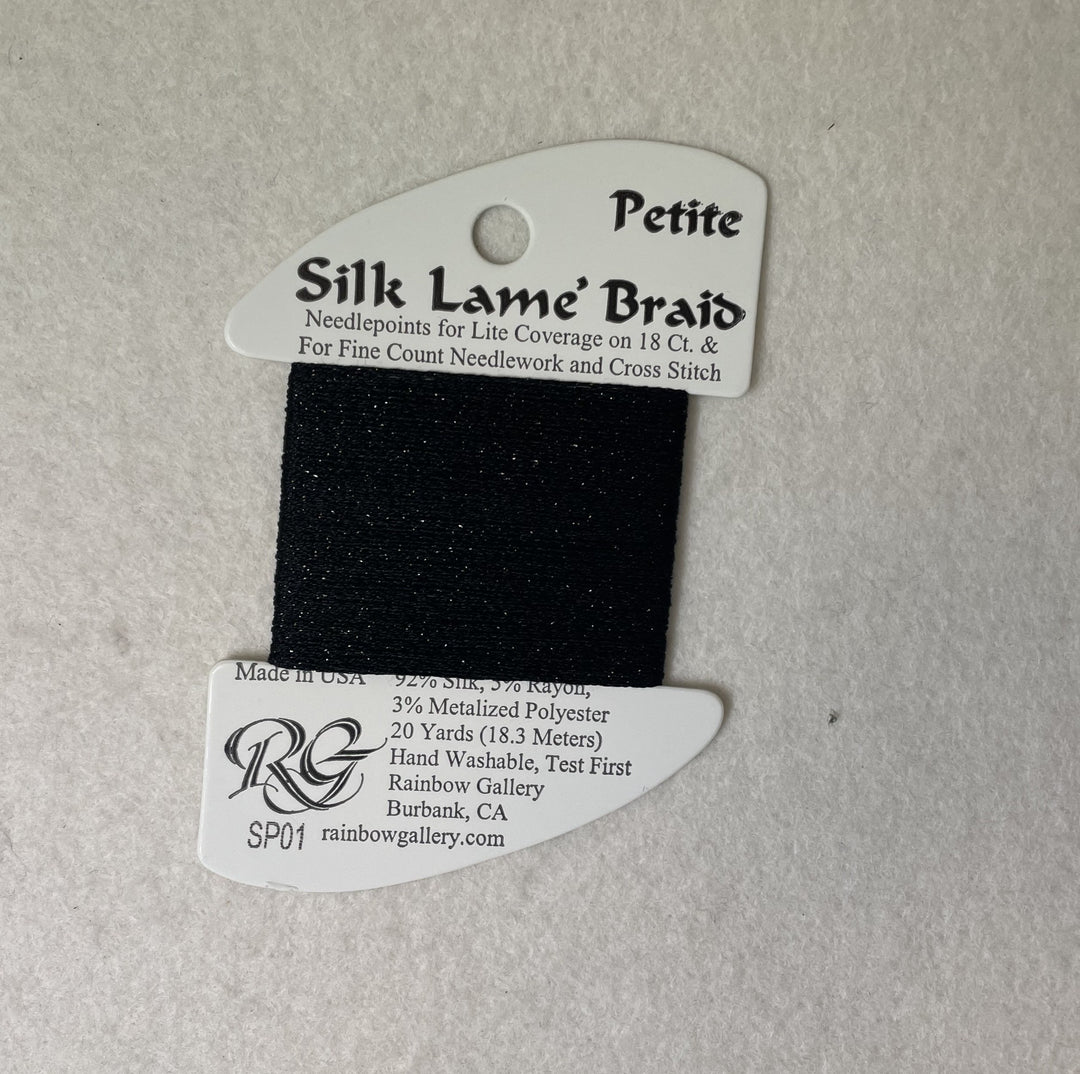 Petite
Silk Lame' Braid
Needlepoints for Lite Coverage on 18 Ct. &
For Fine Count Needlework and Cross Stitch
Made in USA
92% Silk, 5% Rayon,
3% Metalized Polyester
20 Yards (18.3 Meters)
Hand Washable, Test First
Rainbow Gallery
Burbank, CA
RG
SP01 rainbowgallery.com